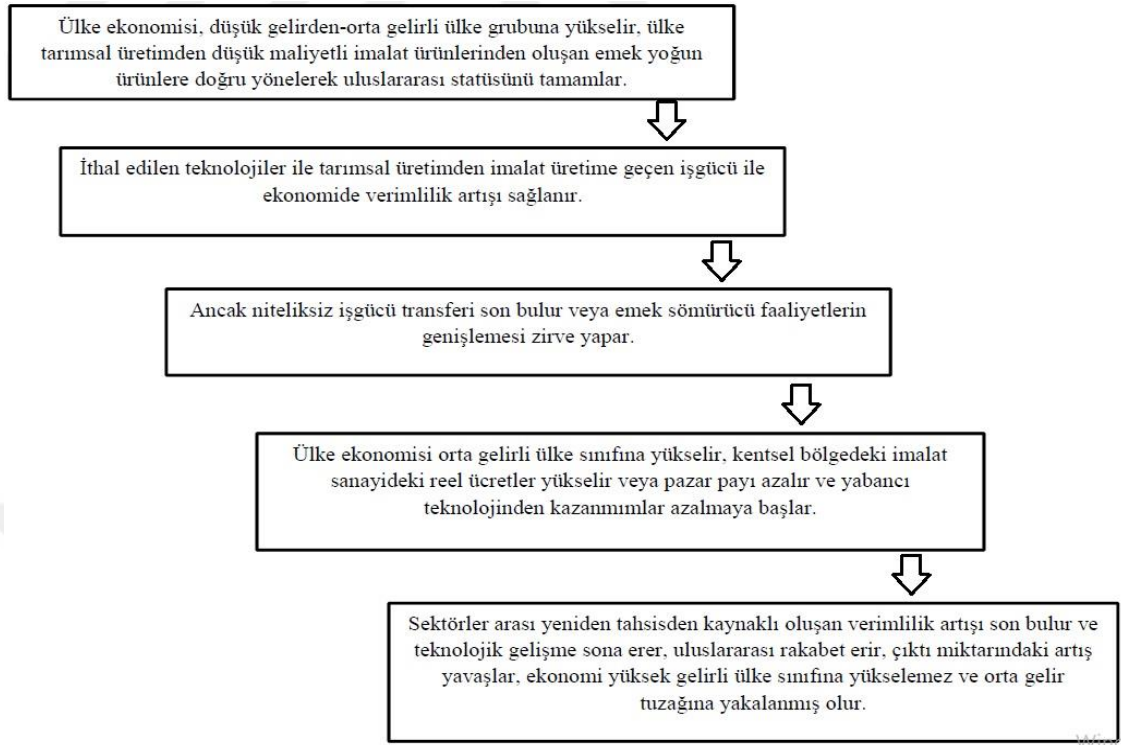 Ülke ekonomisi, düşük gelirden-orta gelirli ülke grubuna yükselir, ülke
tarımsal üretimden düşük maliyetli imalat ürünlerinden oluşan emek yoğun
ürünlere doğru yönelerek uluslararası statüsünü tamamlar.
İthal edilen teknolojiler ile tarımsal üretimden imalat üretime geçen işgücü ile
ekonomide verimlilik artışı sağlanır.
Ancak niteliksiz işgücü transferi son bulur veya emek sömürücü faaliyetlerin
genişlemesi zirve yapar.
Ülke ekonomisi orta gelirli ülke sınıfına yükselir, kentsel bölgedeki imalat
sanayideki reel ücretler yükselir veya pazar payı azalır ve yabancı
teknolojinden kazanmımlar azalmaya başlar.
Sektörler arası yeniden tahsisden kaynaklı oluşan verimlilik artışı son bulur ve
teknolojik gelişme sona erer, uluslararası rakabet erir, çıktı miktarındaki artış
yavaşlar, ekonomi yüksek gelirli ülke sınıfına yükselemez ve orta gelir
tuzağına yakalanmış olur.